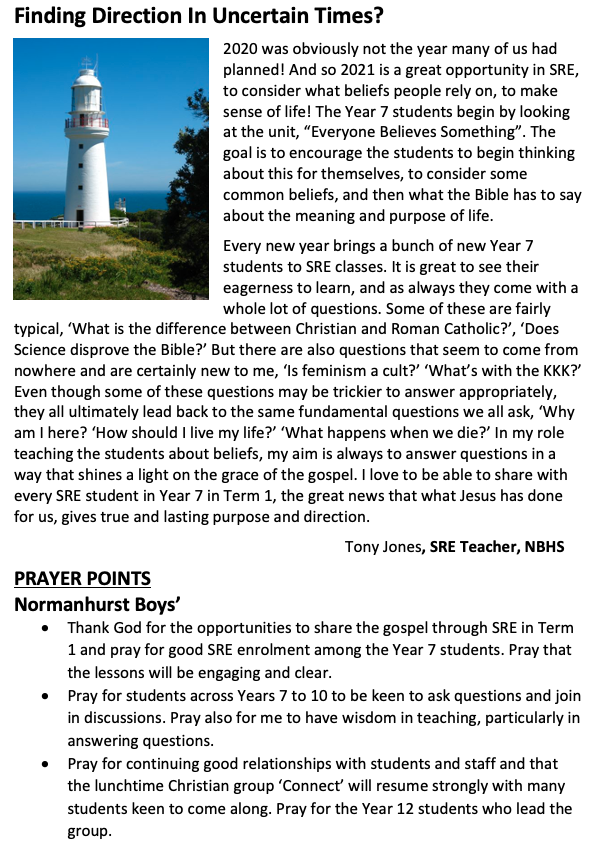 Finding Direction In Uncertain Times?
2020 was obviously not the year many of us had
planned! And so 2021 is a great opportunity in SRE,
to consider what beliefs people rely on, to make
sense of life! The Year 7 students begin by looking
at the unit, “Everyone Believes Something”. The
goal is to encourage the students to begin thinking
about this for themselves, to consider some
common beliefs, and then what the Bible has to say
about the meaning and purpose of life.
Every new year brings a bunch of new Year 7
students to SRE classes. It is great to see their
eagerness to learn, and as always they come with a
whole lot of questions. Some of these are fairly
typical, ‘What is the difference between Christian and Roman Catholic?’, ‘Does
Science disprove the Bible?’ But there are also questions that seem to come from
nowhere and are certainly new to me, ‘Is feminism a cult?’ ‘What’s with the KKK?’
Even though some of these questions may be trickier to answer appropriately,
they all ultimately lead back to the same fundamental questions we all ask, ‘Why
am I here? ‘How should I live my life?’ ‘What happens when we die?’ In my role
teaching the students about beliefs, my aim is always to answer questions in a
way that shines a light on the grace of the gospel. I love to be able to share with
every SRE student in Year 7 in Term 1, the great news that what Jesus has done
for us, gives true and lasting purpose and direction.
Tony Jones, SRE Teacher, NBHS
PRAYER POINTS
Normanhurst Boys’
• Thank God for the opportunities to share the gospel through SRE in Term
1 and pray for good SRE enrolment among the Year 7 students. Pray that
the lessons will be engaging and clear.
• Pray for students across Years 7 to 10 to be keen to ask questions and join
in discussions. Pray also for me to have wisdom in teaching, particularly in
answering questions.
• Pray for continuing good relationships with students and staff and that
the lunchtime Christian group ‘Connect’ will resume strongly with many
students keen to come along. Pray for the Year 12 students who lead the
group.